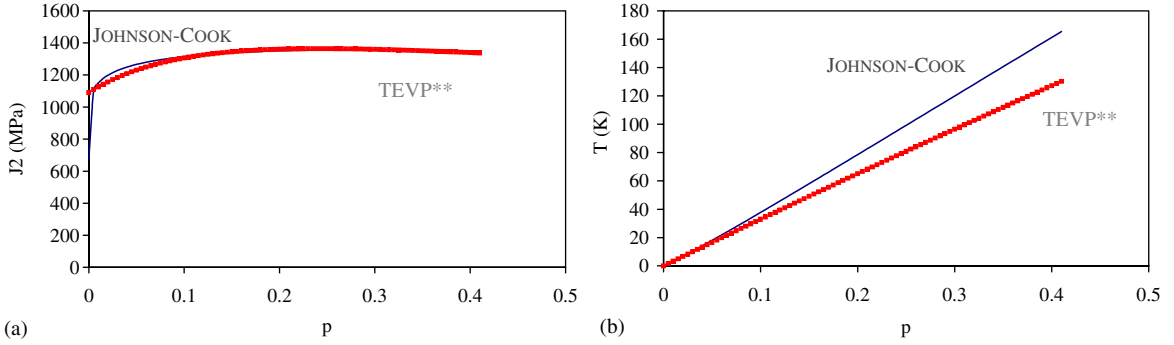 1600
1400
1200
1000
800
600
400
200
0
J2 (MPa)
JOHNSON-COOK
TEVP**
0 0.1 0.2 0.3 0.4 0.5
p
(a)
180
160
140
120
100
80
60
40
20
0
T (K)
JOHNSON-COOK
TEVP**
0 0.1 0.2 0.3 0.4 0.5
p
(b)